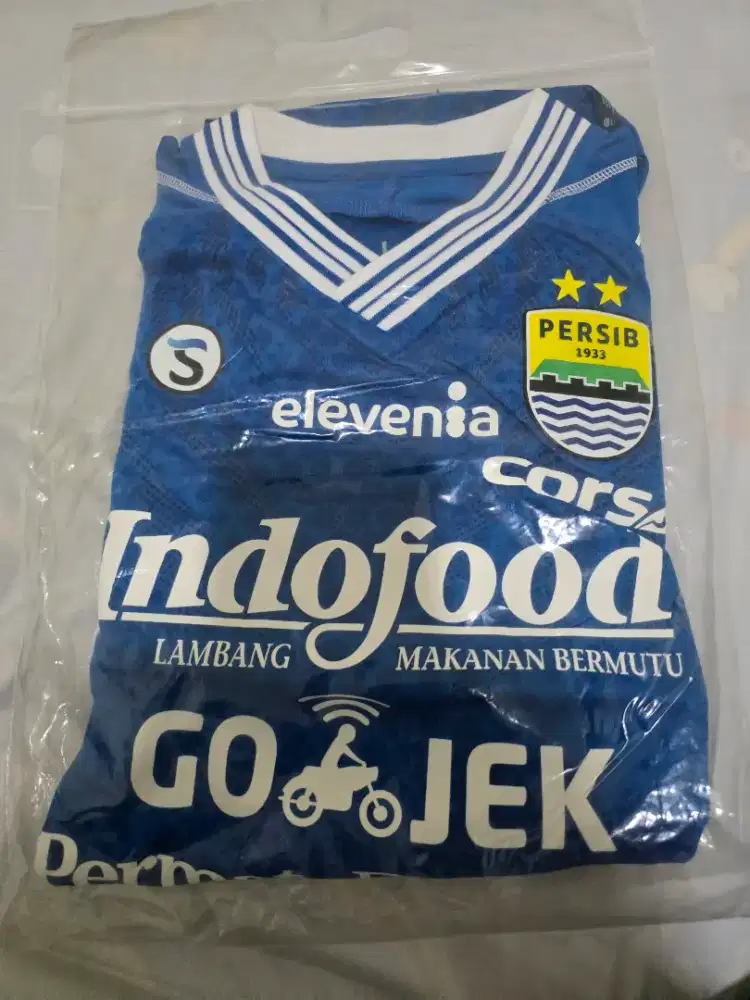 PERSIB
1933
S
elevenia
Indofood
LAMBANG MAKANAN BERMUTU
GO JEK